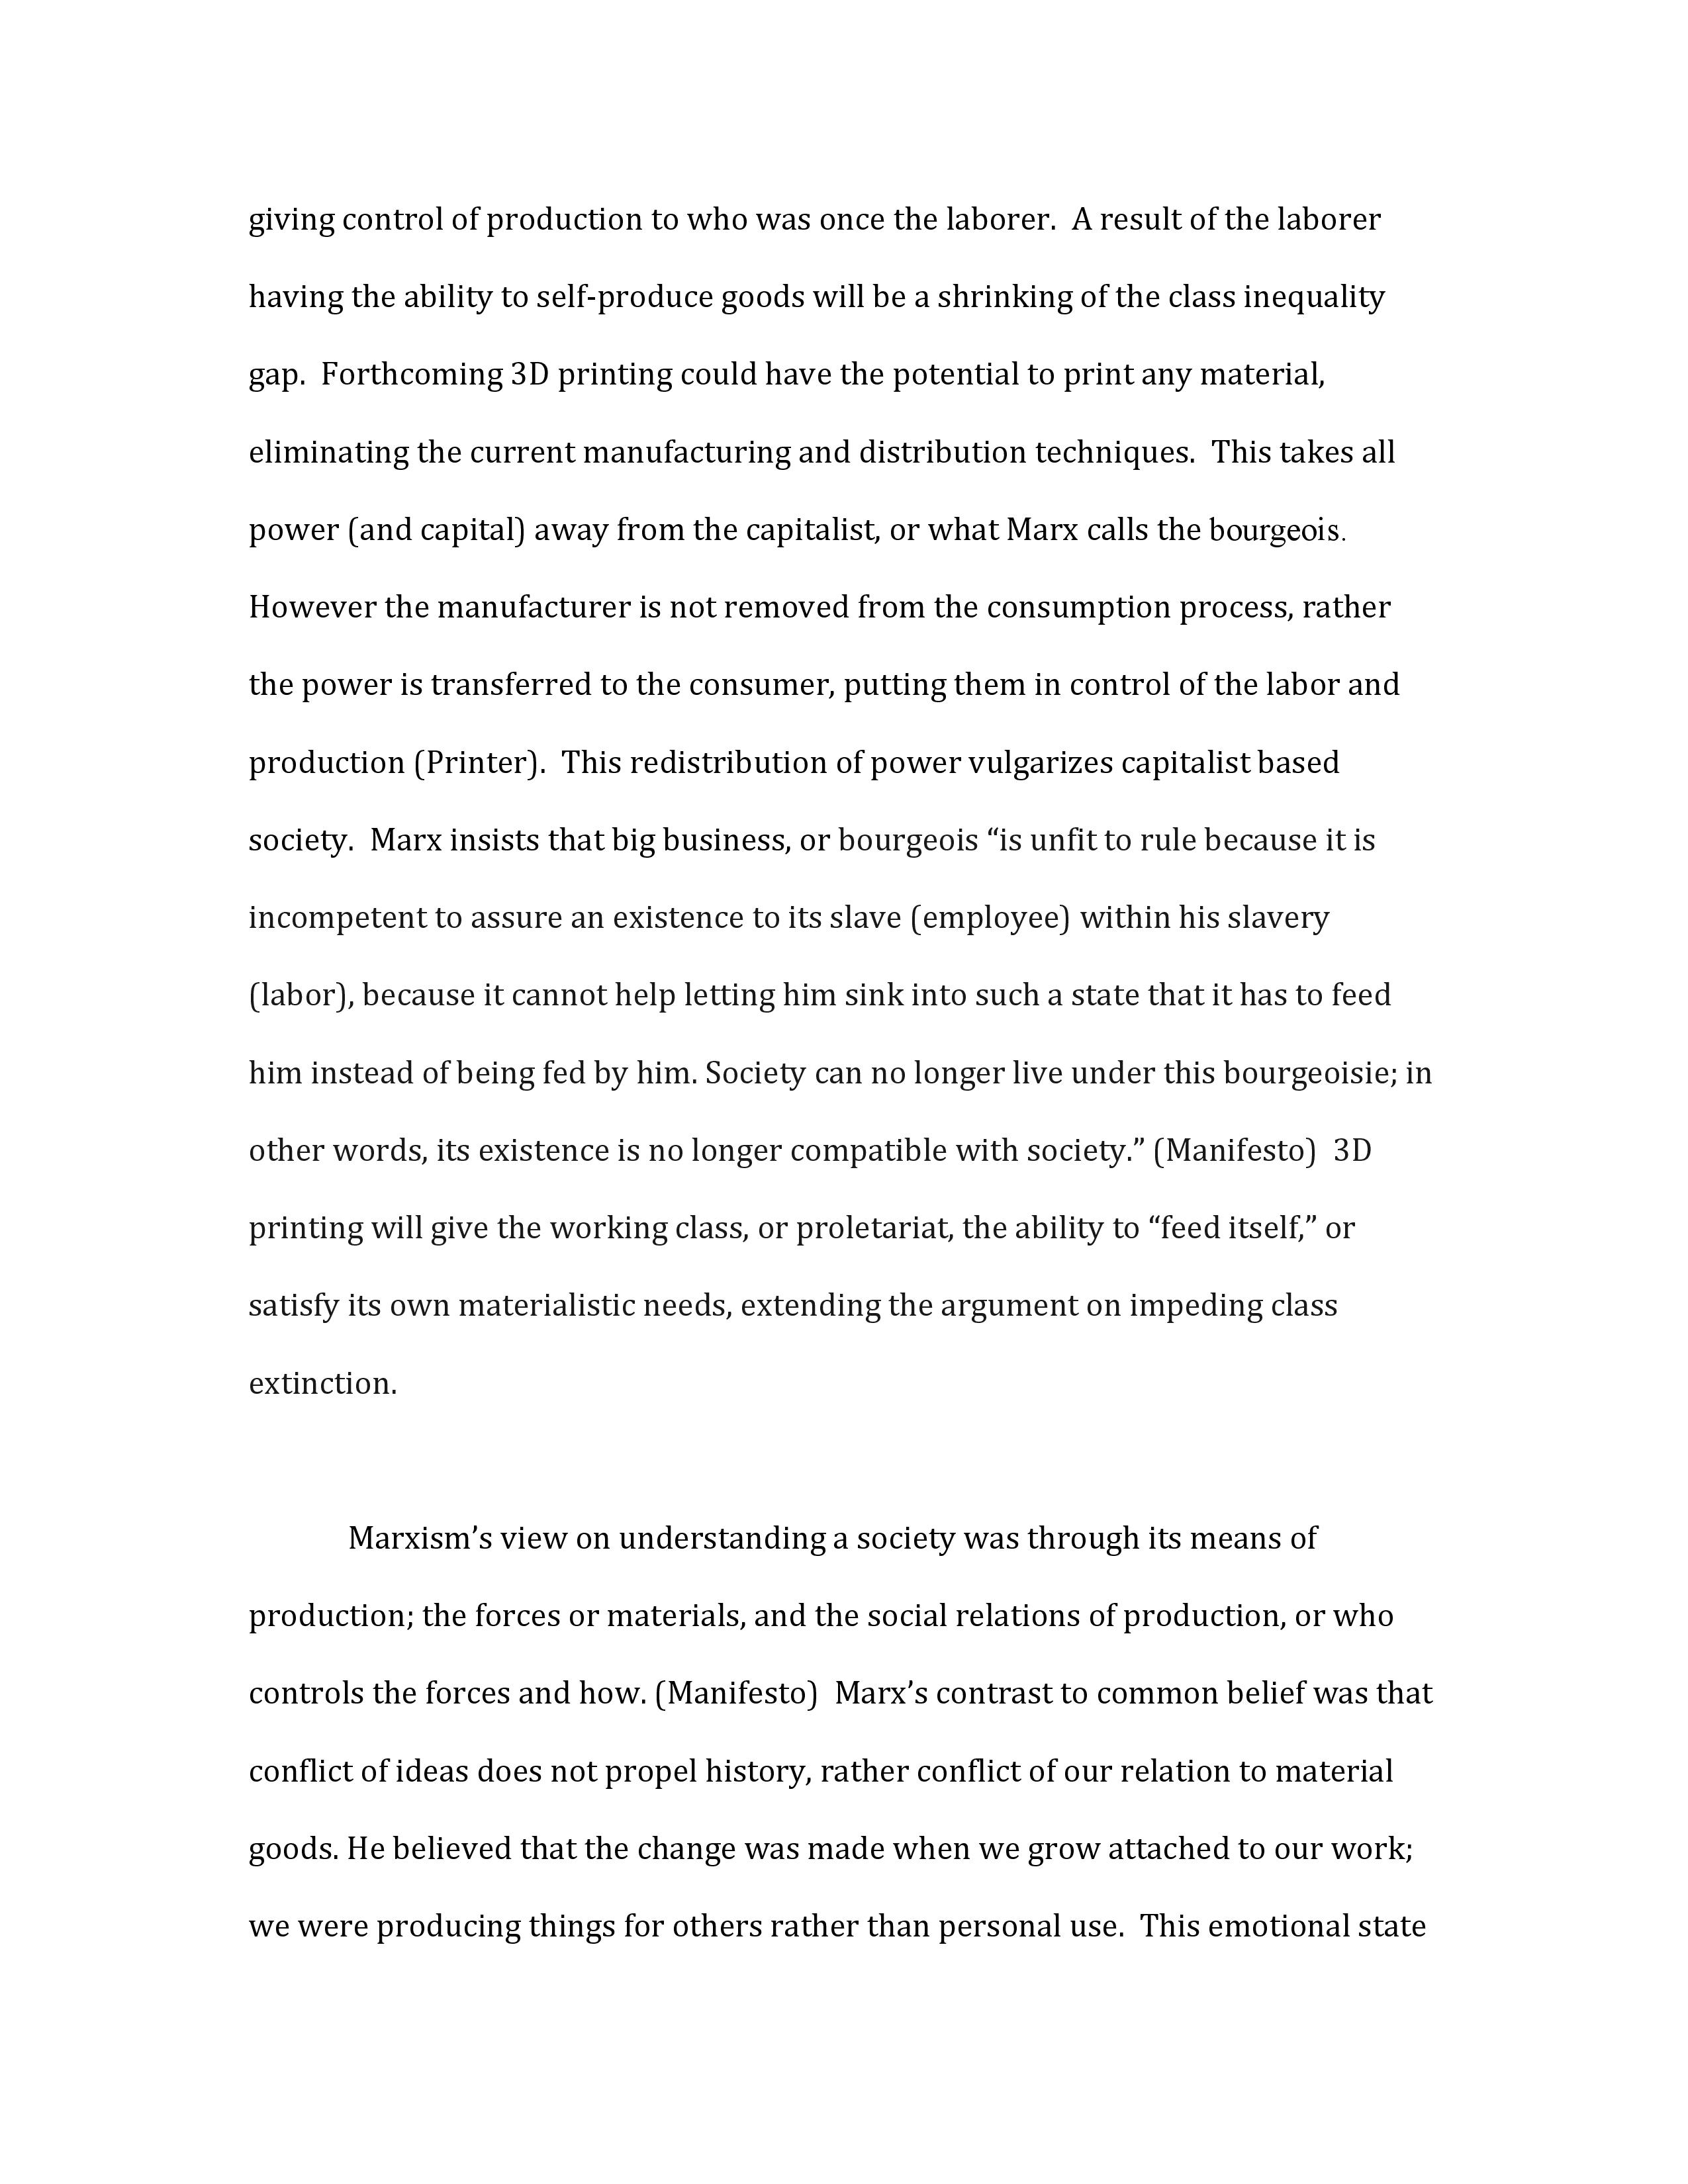 giving control of production to who was once the laborer.  A result of the laborer
having the ability to self-produce goods will be a shrinking of the class inequality
gap.  Forthcoming 3D printing could have the potential to print any material,
eliminating the current manufacturing and distribution techniques.  This takes all
power (and capital) away from the capitalist, or what Marx calls the bourgeois.
However the manufacturer is not removed from the consumption process, rather
the power is transferred to the consumer, putting them in control of the labor and
production (Printer).  This redistribution of power vulgarizes capitalist based
society.  Marx insists that big business, or bourgeois “is unfit to rule because it is
incompetent to assure an existence to its slave (employee) within his slavery
(labor), because it cannot help letting him sink into such a state that it has to feed
him instead of being fed by him. Society can no longer live under this bourgeoisie; in
other words, its existence is no longer compatible with society.” (Manifesto)  3D
printing will give the working class, or proletariat, the ability to “feed itself,” or
satisfy its own materialistic needs, extending the argument on impeding class
extinction.
Marxism’s view on understanding a society was through its means of
production; the forces or materials, and the social relations of production, or who
controls the forces and how. (Manifesto)  Marx’s contrast to common belief was that
conflict of ideas does not propel history, rather conflict of our relation to material
goods. He believed that the change was made when we grow attached to our work;
we were producing things for others rather than personal use.  This emotional state